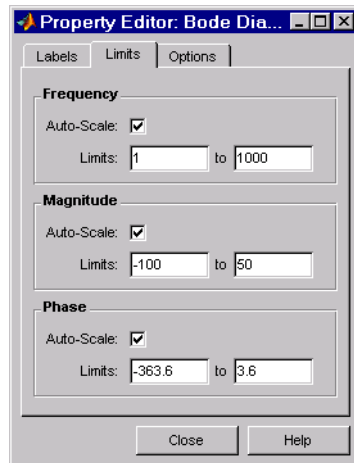 Property Editor: Bode Dia...
Labels Limits Options
Frequency
Auto-Scale:
Limits: 1 to 1000
Magnitude
Auto-Scale:
Limits: -100 to 50
Phase
Auto-Scale:
Limits: -363.6 to 3.6
Close Help